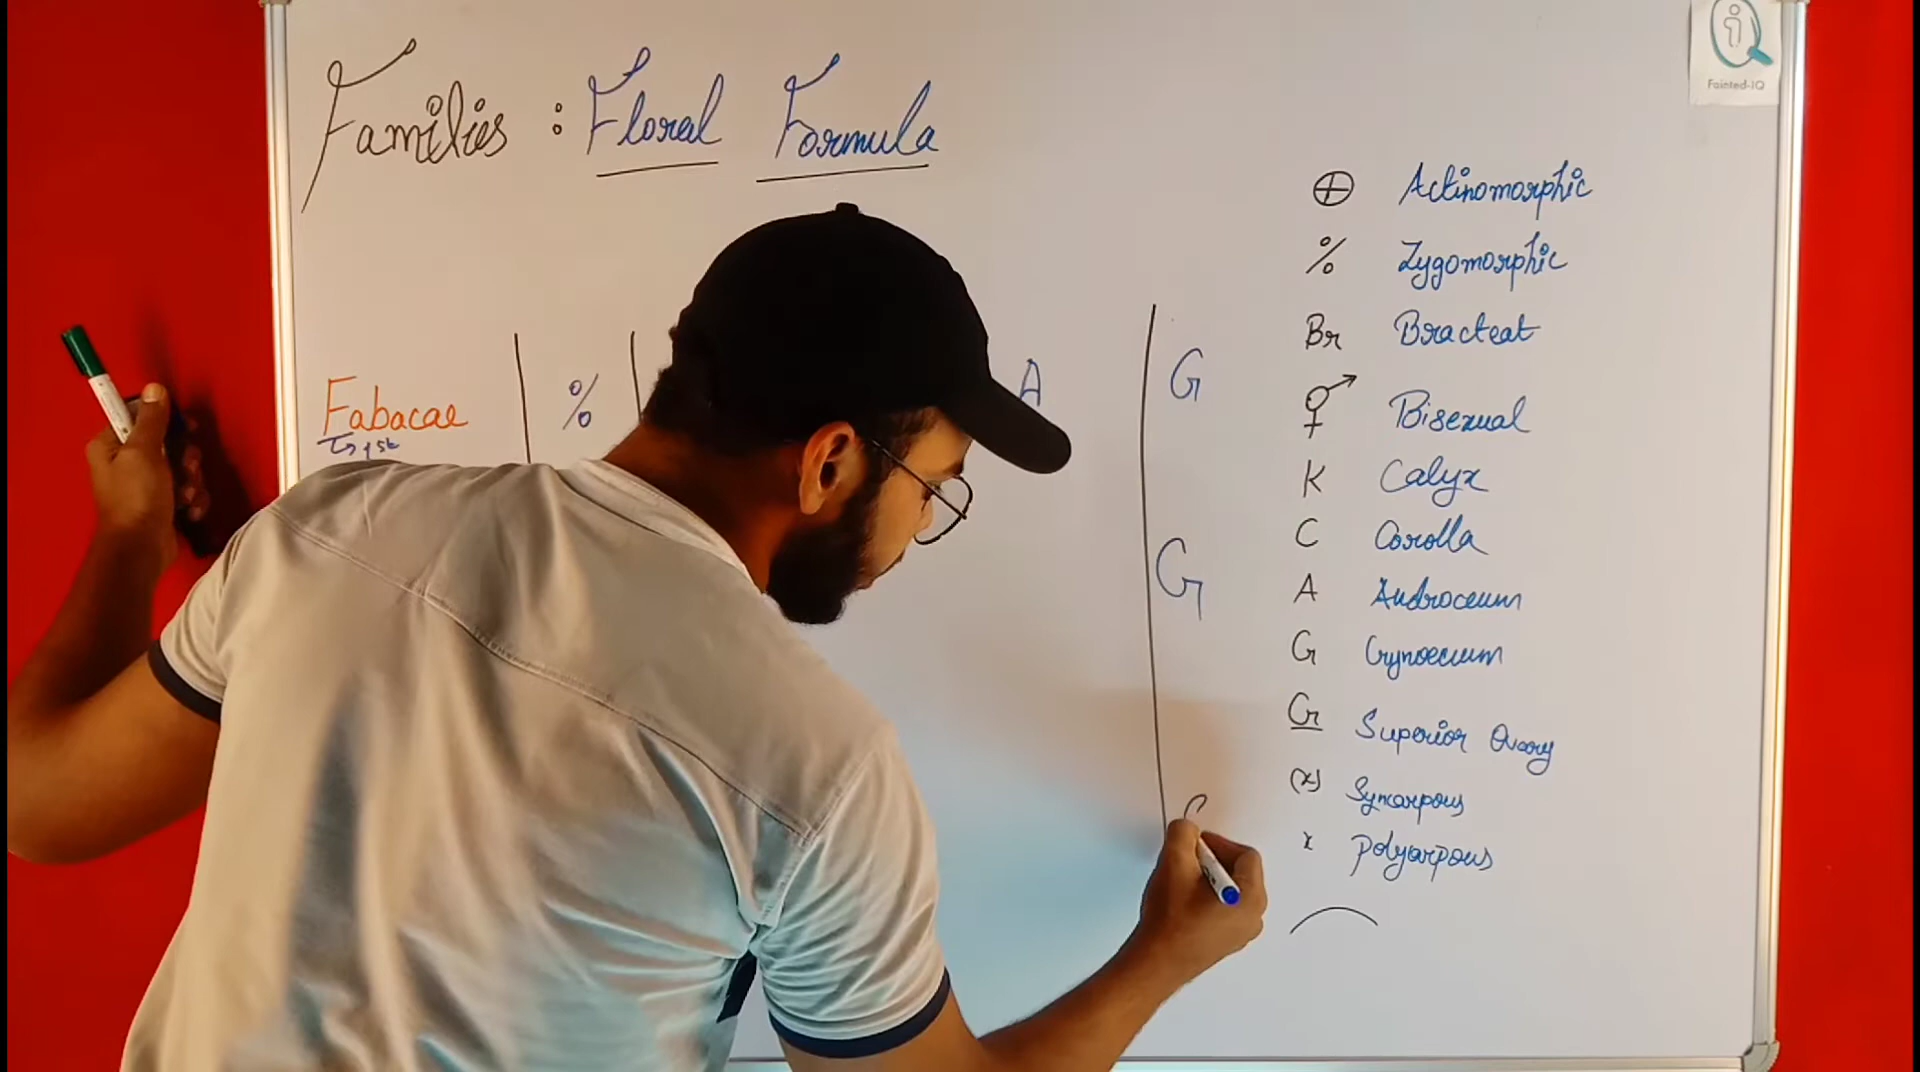 Families : Floral Formula
Fainted-IQ
⊕ Actinomorphic
% Zygomorphic
Br Bracteat
⚥ Bisexual
K Calyx
C Corolla
A Androceum
G Gynoecium
G Superior Ovary
(x) Syncarpous
x Polycarpous
Fabacae % A G
G